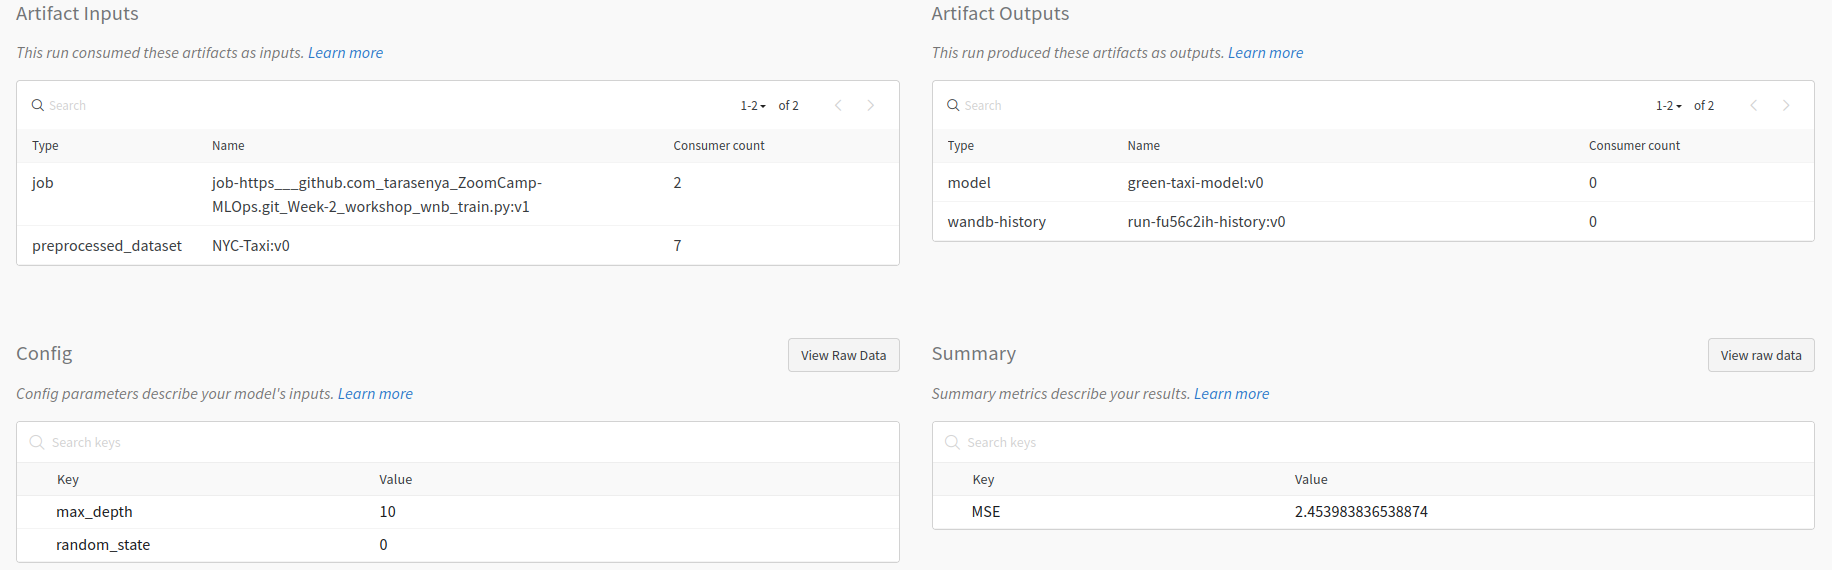 Artifact Inputs
This run consumed these artifacts as inputs. Learn more
Search
1-2 of 2
Type Name Consumer count
job job-https___github.com_tarasenya_ZoomCamp- 2
MLOps.git_Week-2_workshop_wnb_train.py:v1
preprocessed_dataset NYC-Taxi:v0 7
Artifact Outputs
This run produced these artifacts as outputs. Learn more
Search
1-2 of 2
Type Name Consumer count
model green-taxi-model:v0 0
wandb-history run-fu56c2ih-history:v0 0
Config
View Raw Data
Config parameters describe your model's inputs. Learn more
Search keys
Key Value
max_depth 10
random_state 0
Summary
View raw data
Summary metrics describe your results. Learn more
Search keys
Key Value
MSE 2.453983836538874